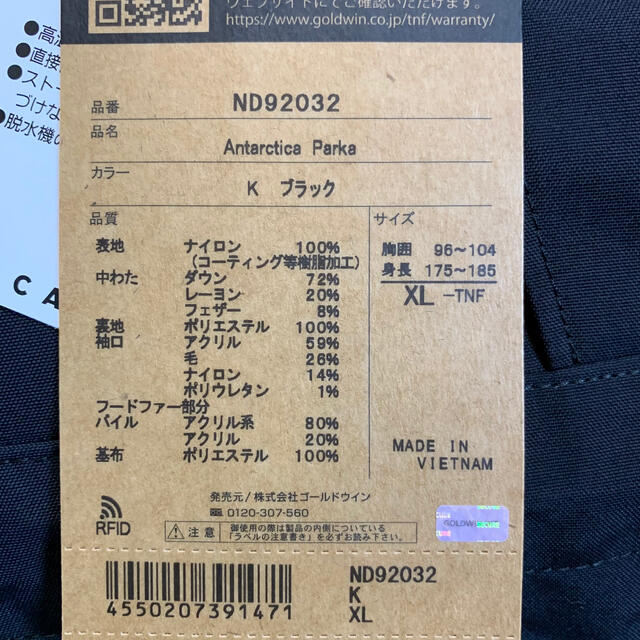 ウェブサイトにてご確認いただけます。
https://www.goldwin.co.jp/tnf/warranty/
●高温
●直接
●ストー
づけな
●脱水機の
C A
品番 ND92032
品名
Antarctica Parka
カラー
K ブラック
品質 サイズ
表地 ナイロン 100%
(コーティング等樹脂加工)
中わた ダウン 72%
レーヨン 20%
フェザー 8%
裏地 ポリエステル 100%
袖口 アクリル 59%
毛 26%
ナイロン 14%
ポリウレタン 1%
フードファー部分
パイル アクリル系 80%
アクリル 20%
基布 ポリエステル 100%
胸囲 96~104
身長 175~185
XL -TNF
MADE IN
VIETNAM
発売元/株式会社ゴールドウイン
0120-307-560
RFID
注意 御使用の際は製品の内側についている
「ラベルの注意書き」を必ずお読み下さい。
GOLDWIN SECURE
4550207391471
ND92032
K
XL